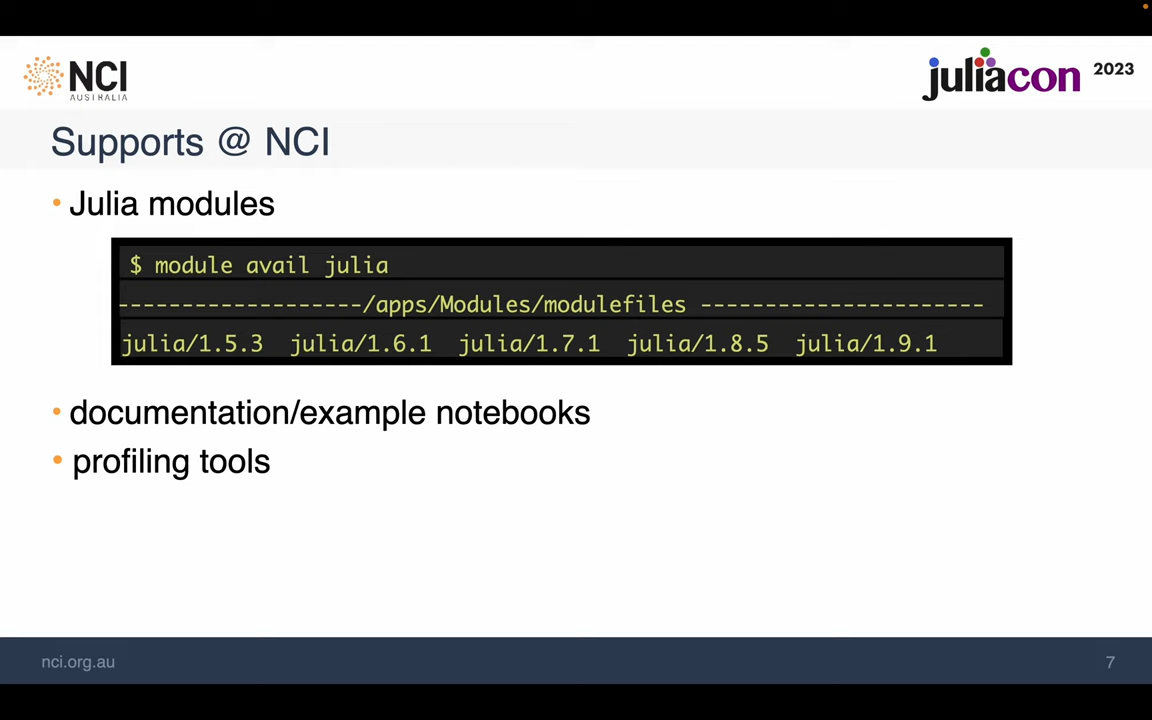 NCI
AUSTRALIA
juliacon 2023
Supports @ NCI
• Julia modules
$ module avail julia
-------------------/apps/Modules/modulefiles ----------------------
julia/1.5.3 julia/1.6.1 julia/1.7.1 julia/1.8.5 julia/1.9.1
• documentation/example notebooks
• profiling tools
nci.org.au
7